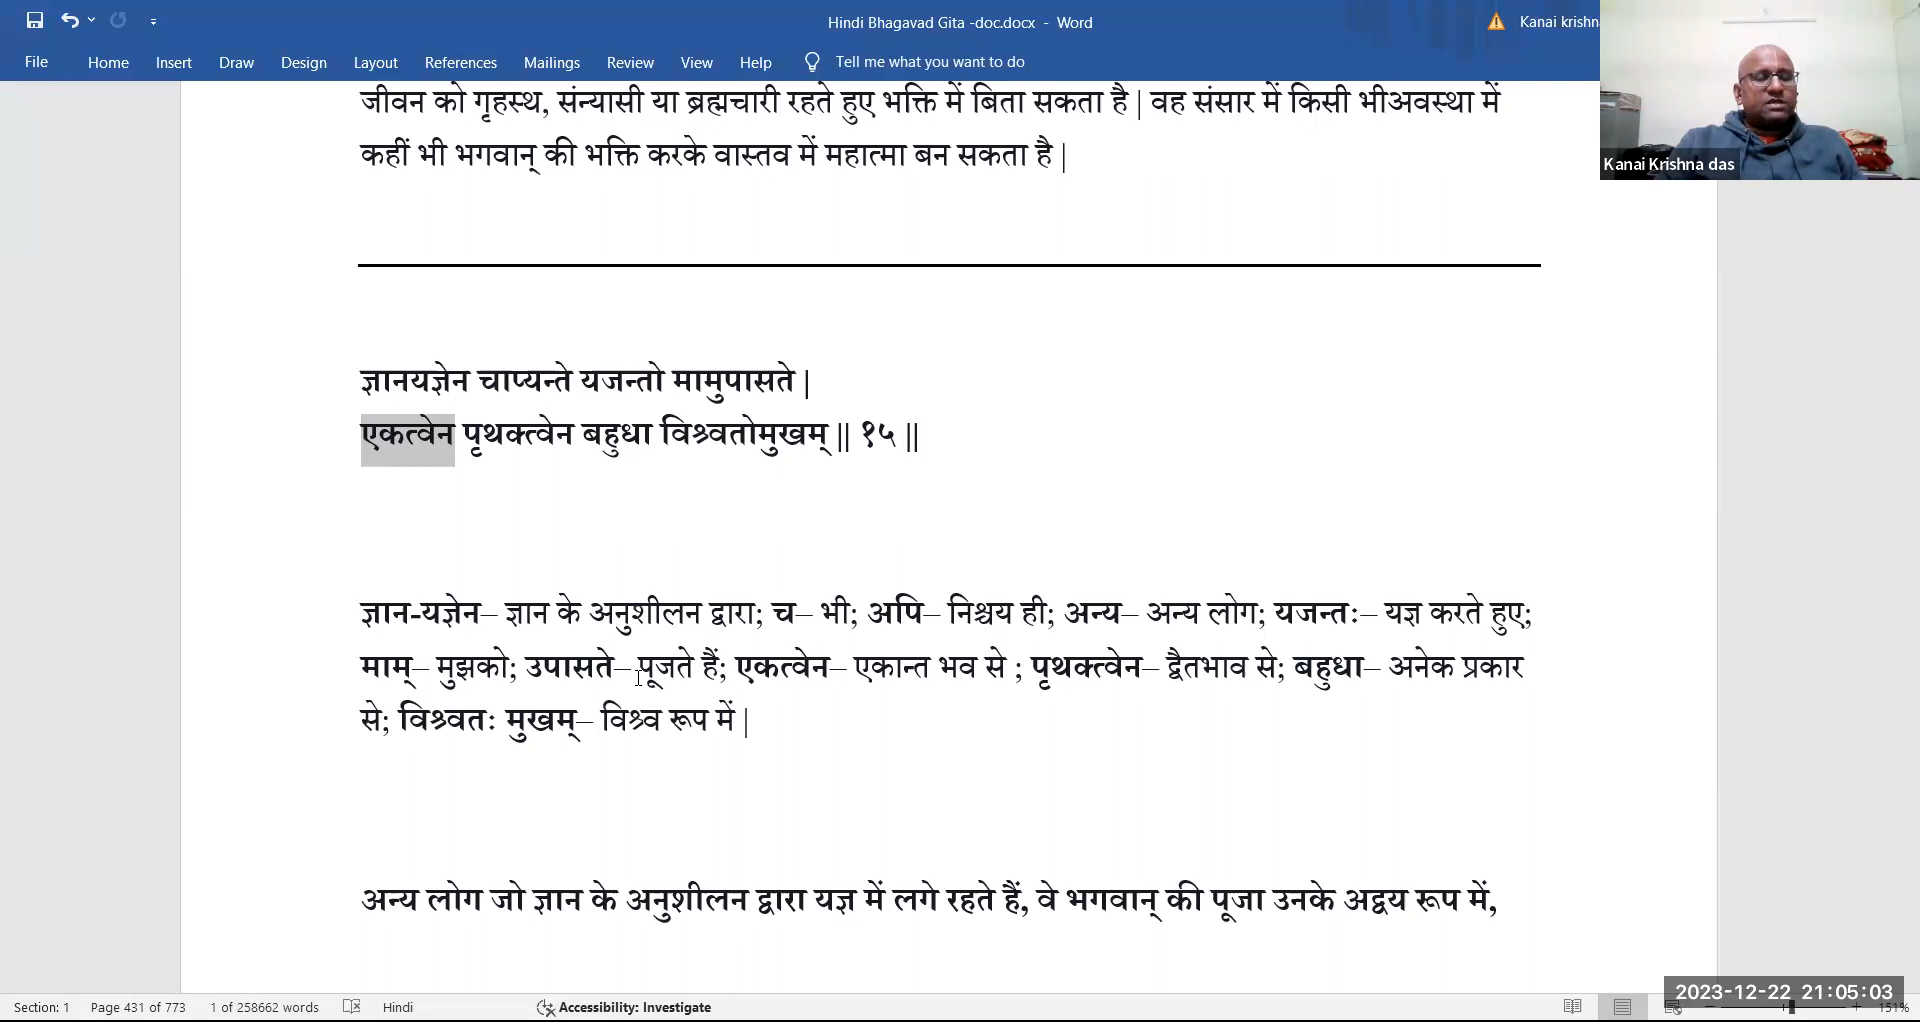 Hindi Bhagavad Gita -doc.docx - Word
Kanai krishn
File Home Insert Draw Design Layout References Mailings Review View Help Tell me what you want to do
Kanai Krishna das
जीवन को गृहस्थ, संन्यासी या ब्रह्मचारी रहते हुए भक्ति में बिता सकता है | वह संसार में किसी भीअवस्था में
कहीं भी भगवान् की भक्ति करके वास्तव में महात्मा बन सकता है |
ज्ञानयज्ञेन चाप्यन्ते यजन्तो मामुपासते |
एकत्वेन पृथक्त्वेन बहुधा विश्र्वतोमुखम् || १५ ||
ज्ञान-यज्ञेन– ज्ञान के अनुशीलन द्वारा; च– भी; अपि– निश्चय ही; अन्य– अन्य लोग; यजन्तः– यज्ञ करते हुए;
माम्– मुझको; उपासते– पूजते हैं; एकत्वेन– एकान्त भव से ; पृथक्त्वेन– द्वैतभाव से; बहुधा– अनेक प्रकार
से; विश्र्वतः मुखम्– विश्र्व रूप में |
अन्य लोग जो ज्ञान के अनुशीलन द्वारा यज्ञ में लगे रहते हैं, वे भगवान् की पूजा उनके अद्वय रूप में,
2023-12-22 21:05:03
Section: 1 Page 431 of 773 1 of 258662 words Hindi Accessibility: Investigate 151%